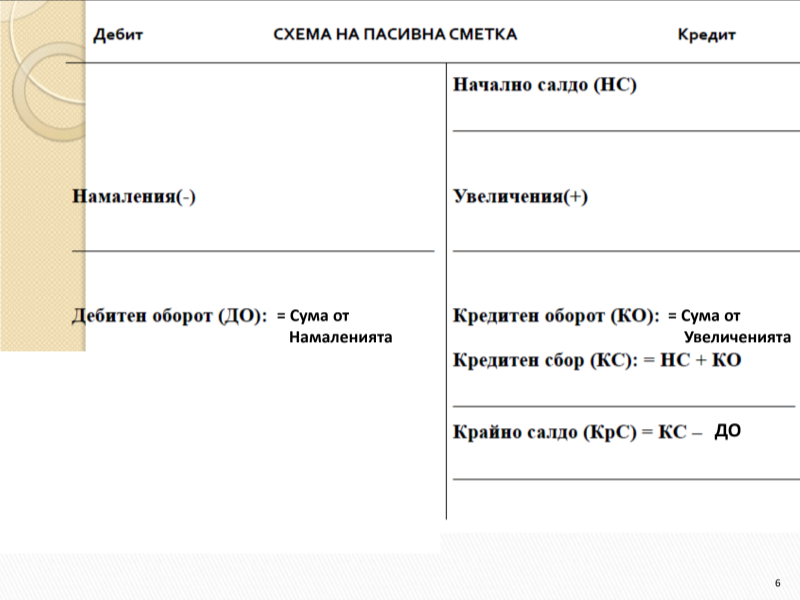 Дебит СХЕМА НА ПАСИВНА СМЕТКА Кредит
Начално салдо (НС)
Намаления(-) Увеличения(+)
Дебитен оборот (ДО): = Сума от
Намаленията
Кредитен оборот (КО): = Сума от
Увеличенията
Кредитен сбор (КС): = НС + КО
Крайно салдо (КрС) = КС – ДО
6